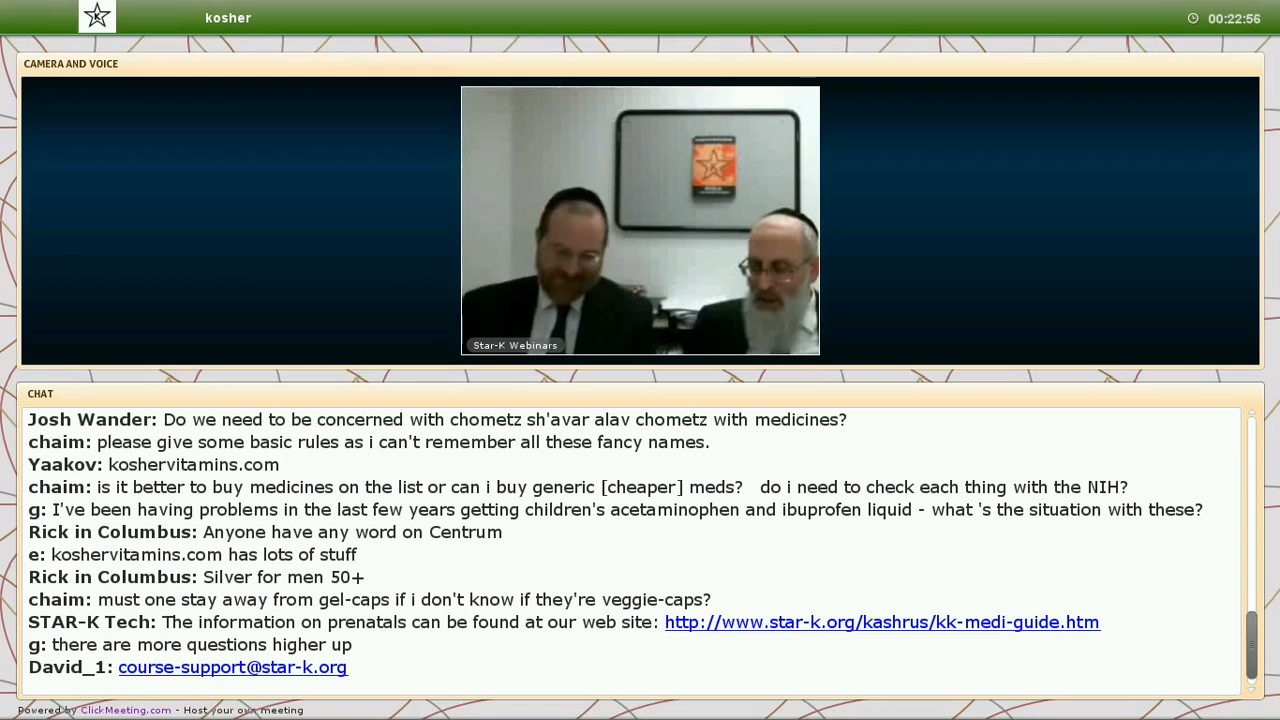 K
kosher
00:22:56
CAMERA AND VOICE
K
Star-K Webinars
CHAT
Josh Wander: Do we need to be concerned with chometz sh'avar alav chometz with medicines?
chaim: please give some basic rules as i can't remember all these fancy names.
Yaakov: koshervitamins.com
chaim: is it better to buy medicines on the list or can i buy generic [cheaper] meds?   do i need to check each thing with the NIH?
g: I've been having problems in the last few years getting children's acetaminophen and ibuprofen liquid - what 's the situation with these?
Rick in Columbus: Anyone have any word on Centrum
e: koshervitamins.com has lots of stuff
Rick in Columbus: Silver for men 50+
chaim: must one stay away from gel-caps if i don't know if they're veggie-caps?
STAR-K Tech: The information on prenatals can be found at our web site: http://www.star-k.org/kashrus/kk-medi-guide.htm
g: there are more questions higher up
David_1: course-support@star-k.org
Powered by ClickMeeting.com - Host your own meeting